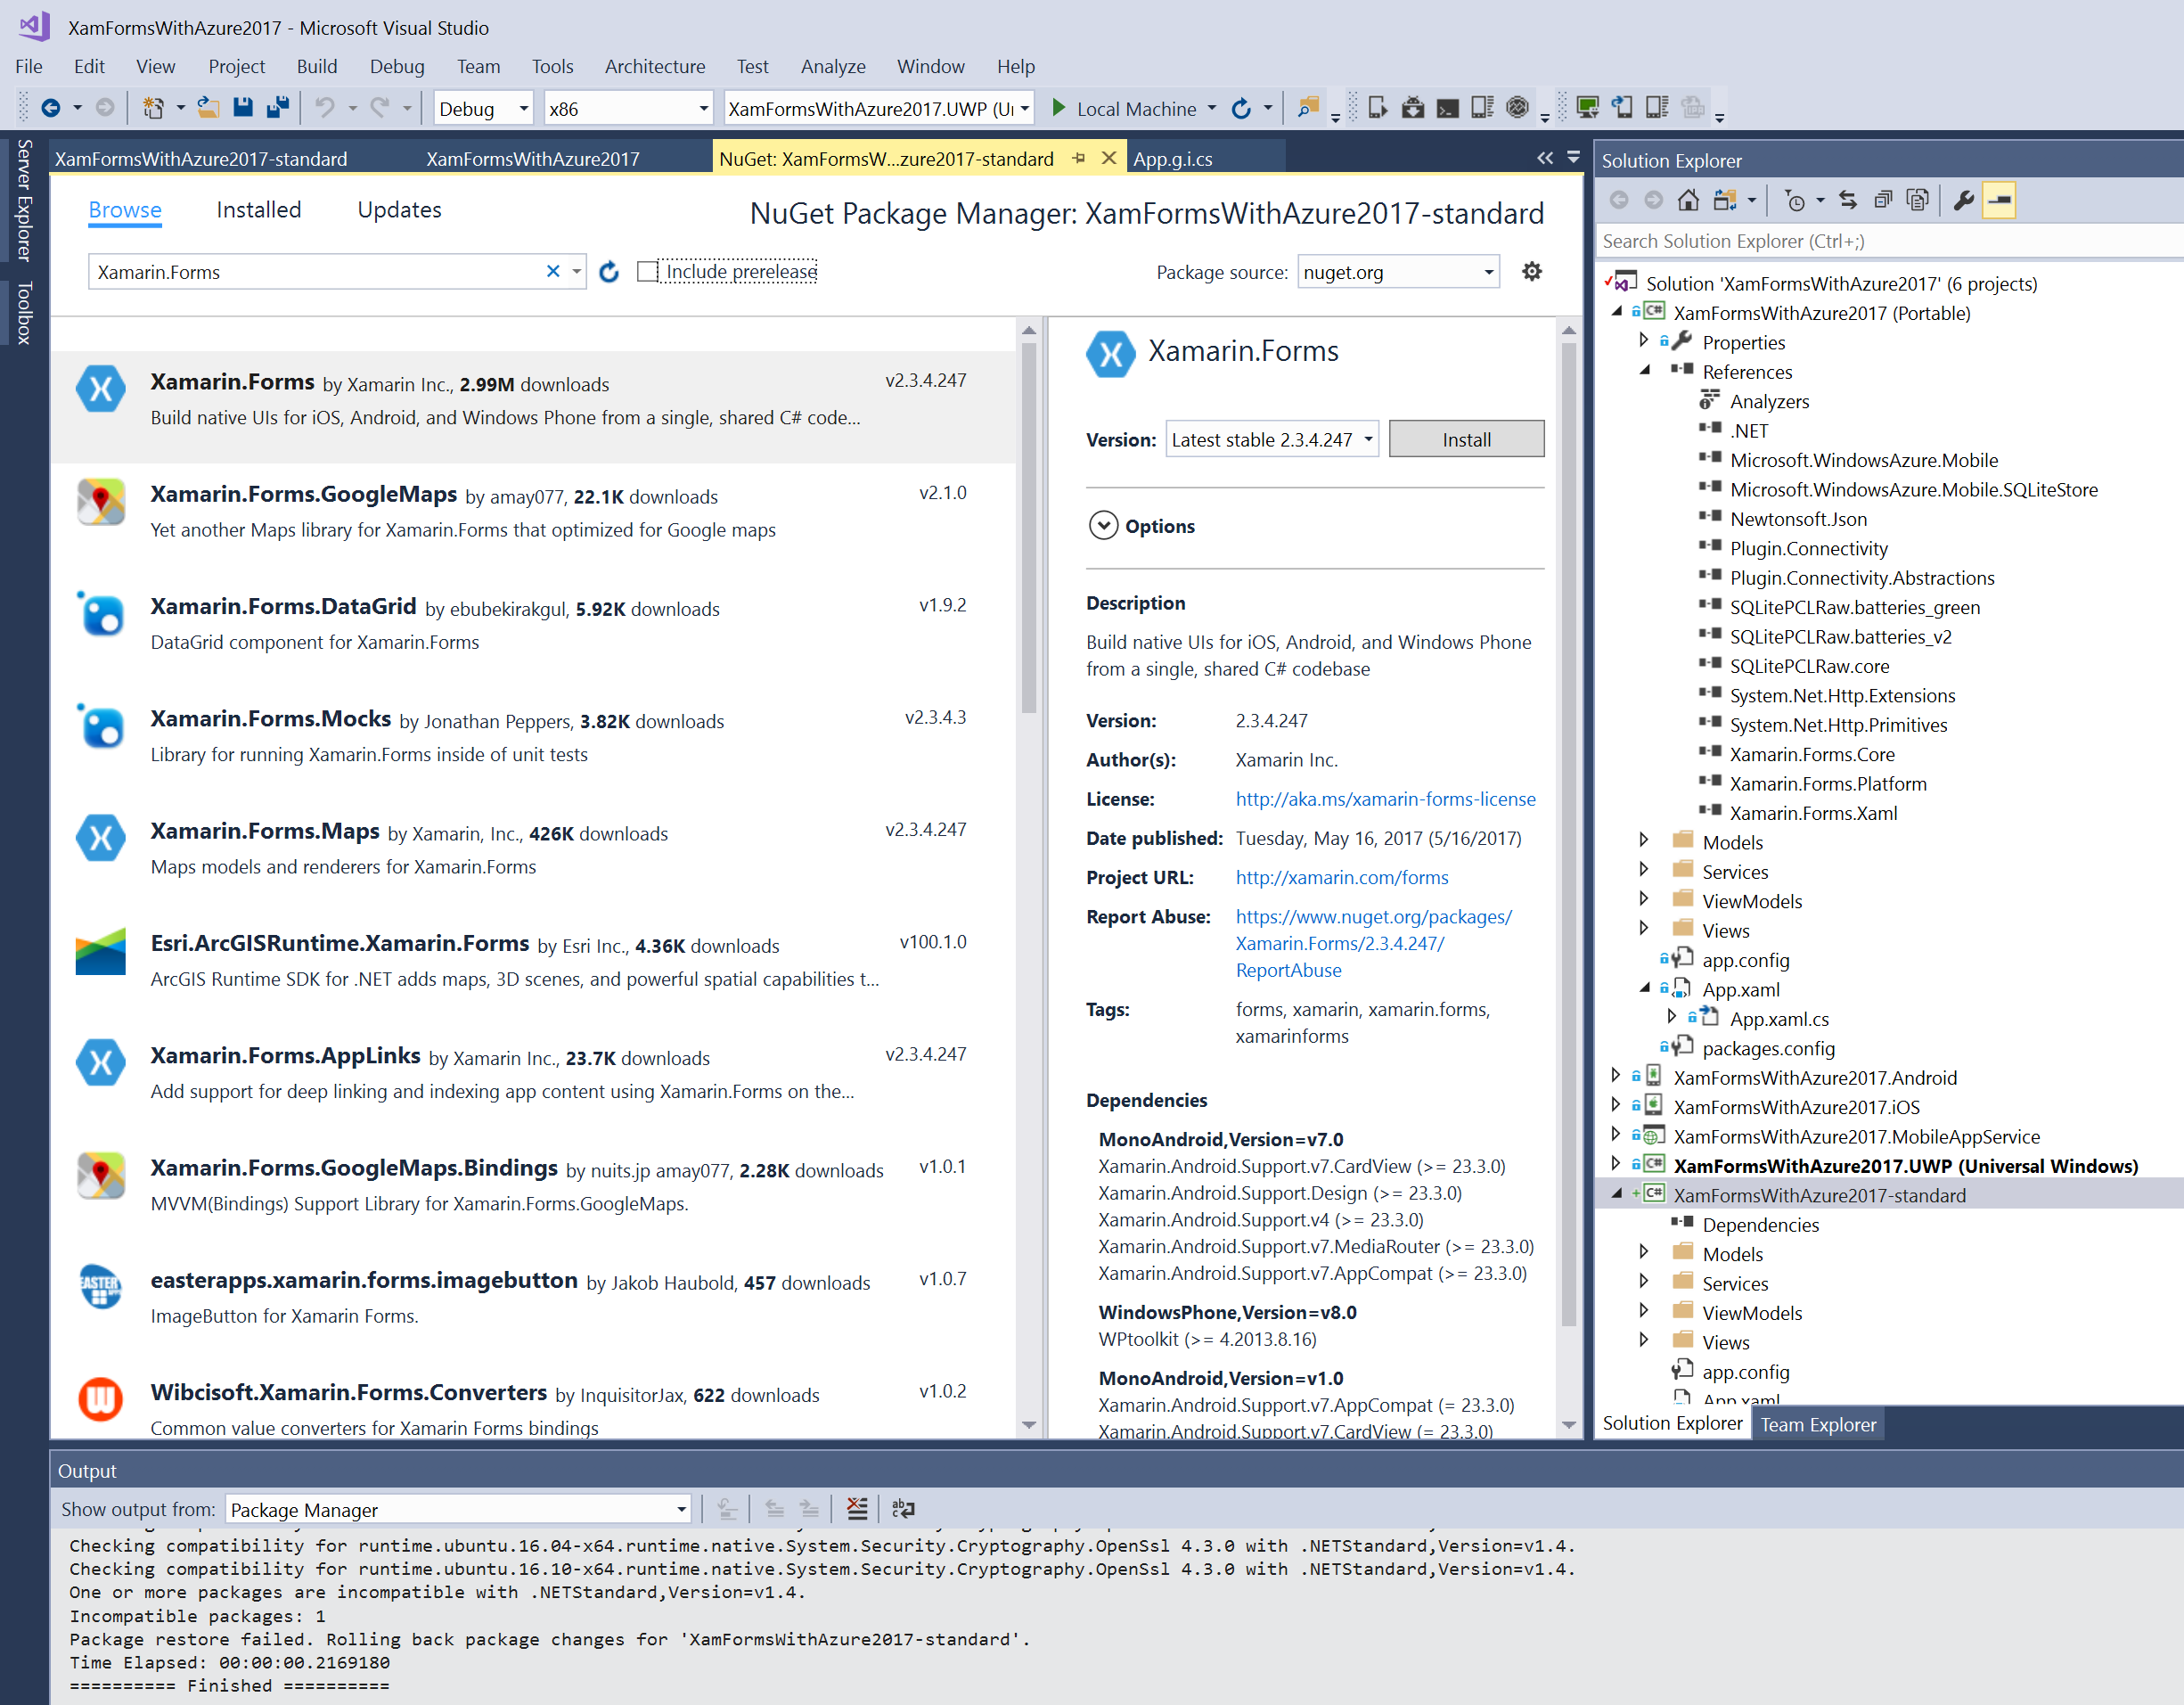 XamFormsWithAzure2017 - Microsoft Visual Studio
File Edit View Project Build Debug Team Tools Architecture Test Analyze Window Help
Debug x86 XamFormsWithAzure2017.UWP (Ur Local Machine
Server Explorer
Toolbox
XamFormsWithAzure2017-standard XamFormsWithAzure2017 NuGet: XamFormsW...zure2017-standard App.g.i.cs
Browse Installed Updates
NuGet Package Manager: XamFormsWithAzure2017-standard
Xamarin.Forms Include prerelease
Package source: nuget.org
Xamarin.Forms by Xamarin Inc., 2.99M downloads v2.3.4.247
Build native UIs for iOS, Android, and Windows Phone from a single, shared C# code...
Xamarin.Forms.GoogleMaps by amay077, 22.1K downloads v2.1.0
Yet another Maps library for Xamarin.Forms that optimized for Google maps
Xamarin.Forms.DataGrid by ebubekirakgul, 5.92K downloads v1.9.2
DataGrid component for Xamarin.Forms
Xamarin.Forms.Mocks by Jonathan Peppers, 3.82K downloads v2.3.4.3
Library for running Xamarin.Forms inside of unit tests
Xamarin.Forms.Maps by Xamarin, Inc., 426K downloads v2.3.4.247
Maps models and renderers for Xamarin.Forms
Esri.ArcGISRuntime.Xamarin.Forms by Esri Inc., 4.36K downloads v100.1.0
ArcGIS Runtime SDK for .NET adds maps, 3D scenes, and powerful spatial capabilities t...
Xamarin.Forms.AppLinks by Xamarin Inc., 23.7K downloads v2.3.4.247
Add support for deep linking and indexing app content using Xamarin.Forms on the...
Xamarin.Forms.GoogleMaps.Bindings by nuits.jp amay077, 2.28K downloads v1.0.1
MVVM(Bindings) Support Library for Xamarin.Forms.GoogleMaps.
EASTER
easterapps.xamarin.forms.imagebutton by Jakob Haubold, 457 downloads v1.0.7
ImageButton for Xamarin Forms.
Wibcisoft.Xamarin.Forms.Converters by InquisitorJax, 622 downloads v1.0.2
Common value converters for Xamarin Forms bindings
Xamarin.Forms
Version: Latest stable 2.3.4.247 Install
Options
Description
Build native UIs for iOS, Android, and Windows Phone
from a single, shared C# codebase
Version: 2.3.4.247
Author(s): Xamarin Inc.
License: http://aka.ms/xamarin-forms-license
Date published: Tuesday, May 16, 2017 (5/16/2017)
Project URL: http://xamarin.com/forms
Report Abuse: https://www.nuget.org/packages/
Xamarin.Forms/2.3.4.247/
ReportAbuse
Tags: forms, xamarin, xamarin.forms,
xamarinforms
Dependencies
MonoAndroid,Version=v7.0
Xamarin.Android.Support.v7.CardView (>= 23.3.0)
Xamarin.Android.Support.Design (>= 23.3.0)
Xamarin.Android.Support.v4 (>= 23.3.0)
Xamarin.Android.Support.v7.MediaRouter (>= 23.3.0)
Xamarin.Android.Support.v7.AppCompat (>= 23.3.0)
WindowsPhone,Version=v8.0
WPtoolkit (>= 4.2013.8.16)
MonoAndroid,Version=v1.0
Xamarin.Android.Support.v7.AppCompat (= 23.3.0)
Xamarin.Android.Support.v7.CardView (= 23.3.0)
Solution Explorer
Search Solution Explorer (Ctrl+;)
Solution 'XamFormsWithAzure2017' (6 projects)
C# XamFormsWithAzure2017 (Portable)
Properties
References
Analyzers
.NET
Microsoft.WindowsAzure.Mobile
Microsoft.WindowsAzure.Mobile.SQLiteStore
Newtonsoft.Json
Plugin.Connectivity
Plugin.Connectivity.Abstractions
SQLitePCLRaw.batteries_green
SQLitePCLRaw.batteries_v2
SQLitePCLRaw.core
System.Net.Http.Extensions
System.Net.Http.Primitives
Xamarin.Forms.Core
Xamarin.Forms.Platform
Xamarin.Forms.Xaml
Models
Services
ViewModels
Views
app.config
App.xaml
App.xaml.cs
packages.config
XamFormsWithAzure2017.Android
XamFormsWithAzure2017.iOS
XamFormsWithAzure2017.MobileAppService
C# XamFormsWithAzure2017.UWP (Universal Windows)
C# XamFormsWithAzure2017-standard
Dependencies
Models
Services
ViewModels
Views
app.config
App.xaml
Solution Explorer Team Explorer
Output
Show output from: Package Manager
Checking compatibility for runtime.ubuntu.16.04-x64.runtime.native.System.Security.Cryptography.OpenSsl 4.3.0 with .NETStandard,Version=v1.4.
Checking compatibility for runtime.ubuntu.16.10-x64.runtime.native.System.Security.Cryptography.OpenSsl 4.3.0 with .NETStandard,Version=v1.4.
One or more packages are incompatible with .NETStandard,Version=v1.4.
Incompatible packages: 1
Package restore failed. Rolling back package changes for 'XamFormsWithAzure2017-standard'.
Time Elapsed: 00:00:00.2169180
========== Finished ==========